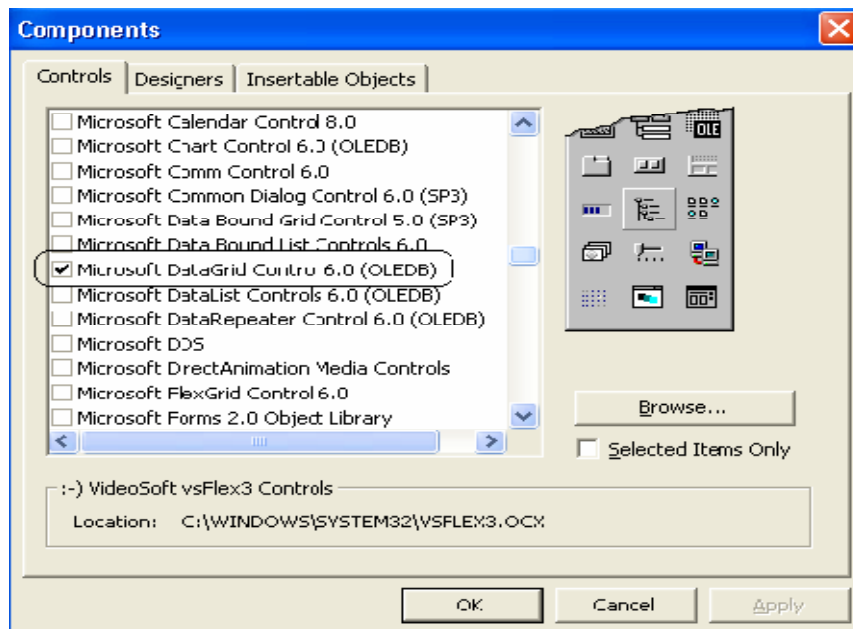 Components
Controls
Designers
Insertable Objects
Microsoft Calendar Control 8.0
Microsoft Chart Control 6.0 (OLEDB)
Microsoft Comm Control 6.0
Microsoft Common Dialog Control 6.0 (SP3)
Microsoft Data Bound Grid Control 5.0 (SP3)
Microsoft Data Bound List Controls 6.0
Microsoft DataGrid Control 6.0 (OLEDB)
Microsoft DataList Controls 6.0 (OLEDB)
Microsoft DataRepeater Control 6.0 (OLEDB)
Microsoft DDS
Microsoft DirectAnimation Media Controls
Microsoft FlexGrid Control 6.0
Microsoft Forms 2.0 Object Library
OLE
Browse...
Selected Items Only
:-) VideoSoft vsFlex3 Controls
Location: C:\WINDOWS\SYSTEM32\VSFLEX3.OCX
OK
Cancel
Apply